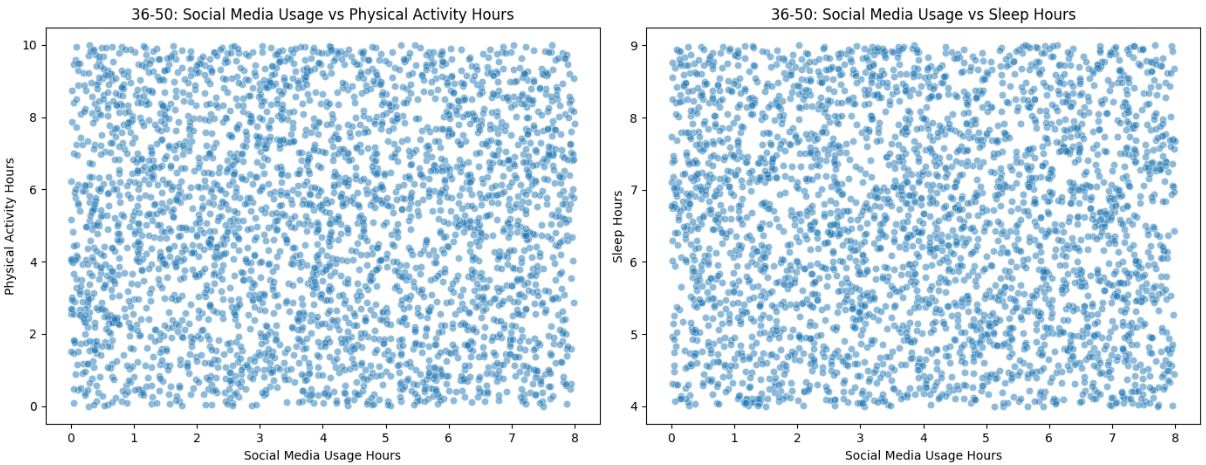 36-50: Social Media Usage vs Physical Activity Hours
10
8
6
4
2
0
Physical Activity Hours
0 1 2 3 4 5 6 7 8
Social Media Usage Hours
36-50: Social Media Usage vs Sleep Hours
9
8
7
6
5
4
Sleep Hours
0 1 2 3 4 5 6 7 8
Social Media Usage Hours